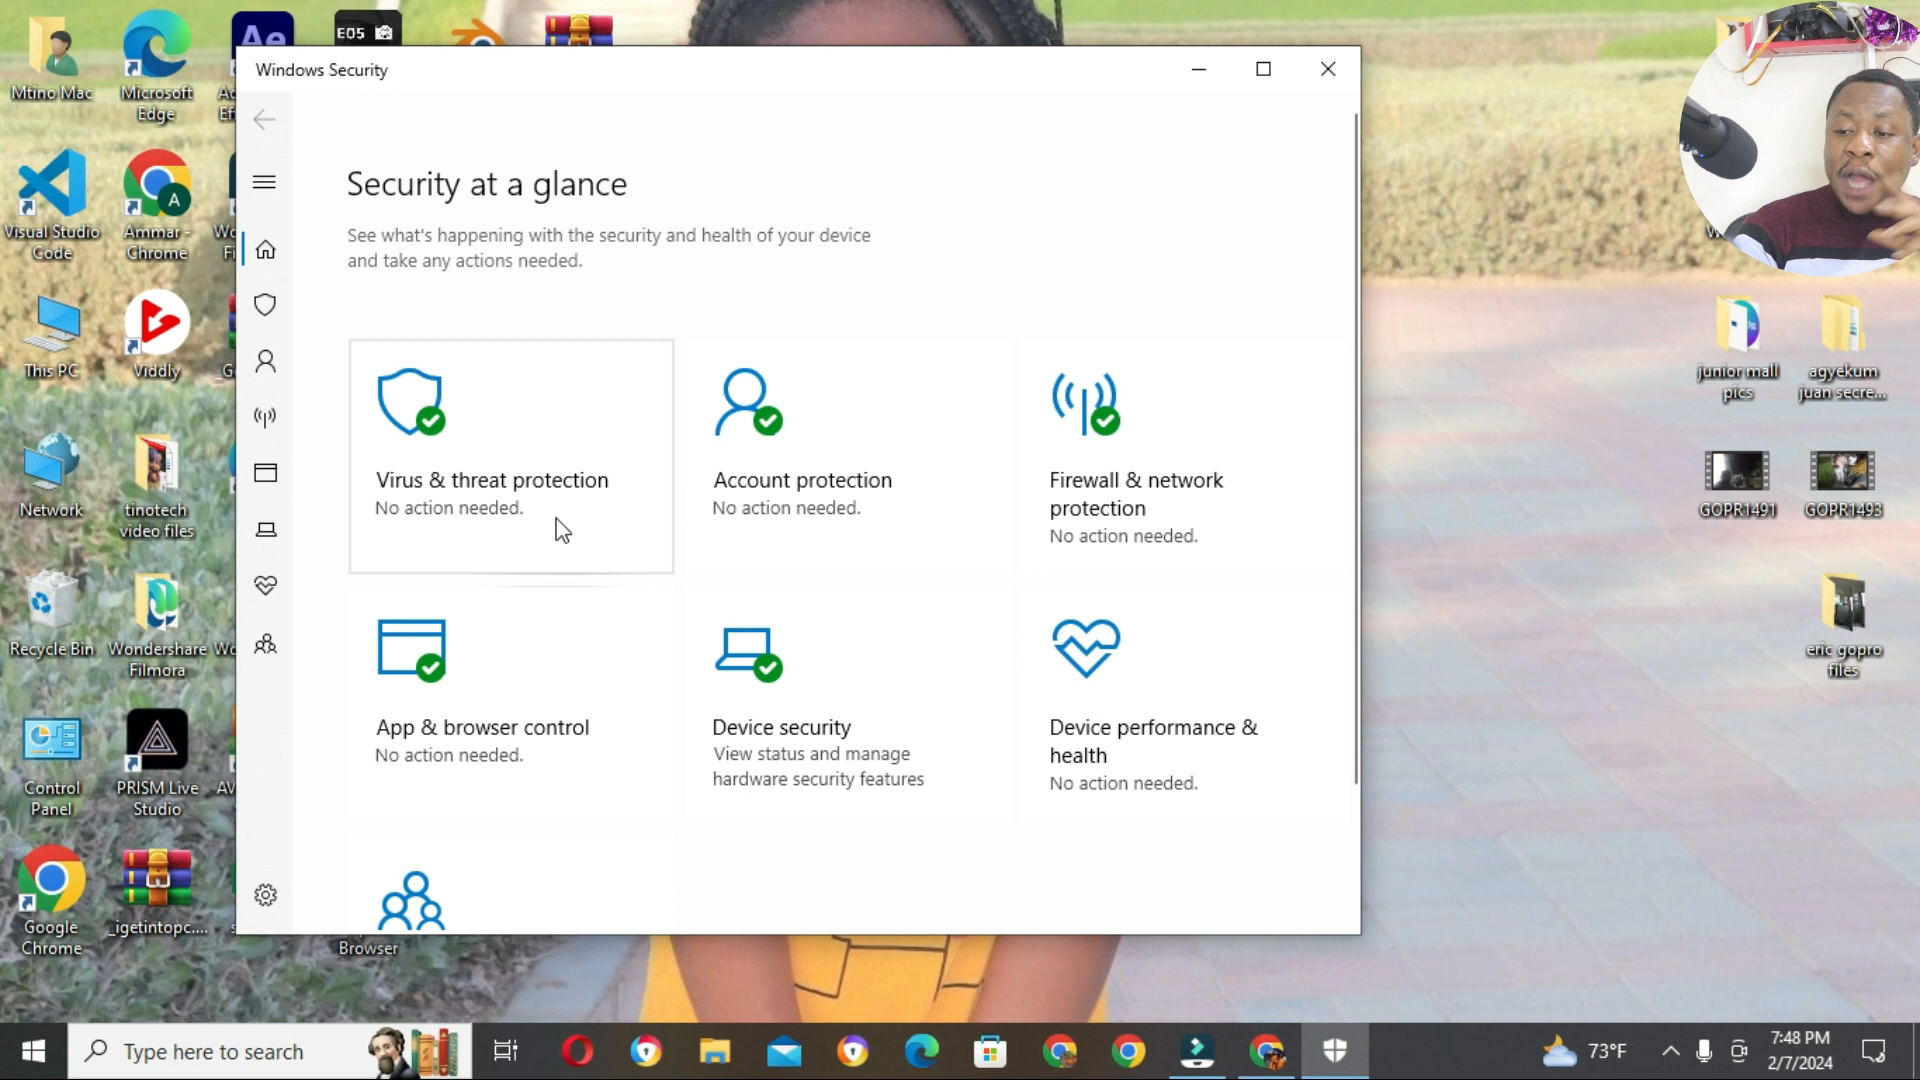 Ae
EOS
Mtino Mac
Microsoft
Edge
Windows Security
Security at a glance
See what's happening with the security and health of your device
and take any actions needed.
Visual Studio
Code
A
Ammar -
Chrome
This PC
Viddly
Virus & threat protection
No action needed.
Account protection
No action needed.
Firewall & network
protection
No action needed.
junior mall
pics
agyekum
juan secre...
GOPR1491
GOPR1493
Network
tinotech
video files
Recycle Bin
Wondershare
Filmora
App & browser control
No action needed.
Device security
View status and manage
hardware security features
Device performance &
health
No action needed.
eric gopro
files
Control
Panel
PRISM Live
Studio
Google
Chrome
_igetintopc....
Browser
Type here to search
73°F
7:48 PM
2/7/2024